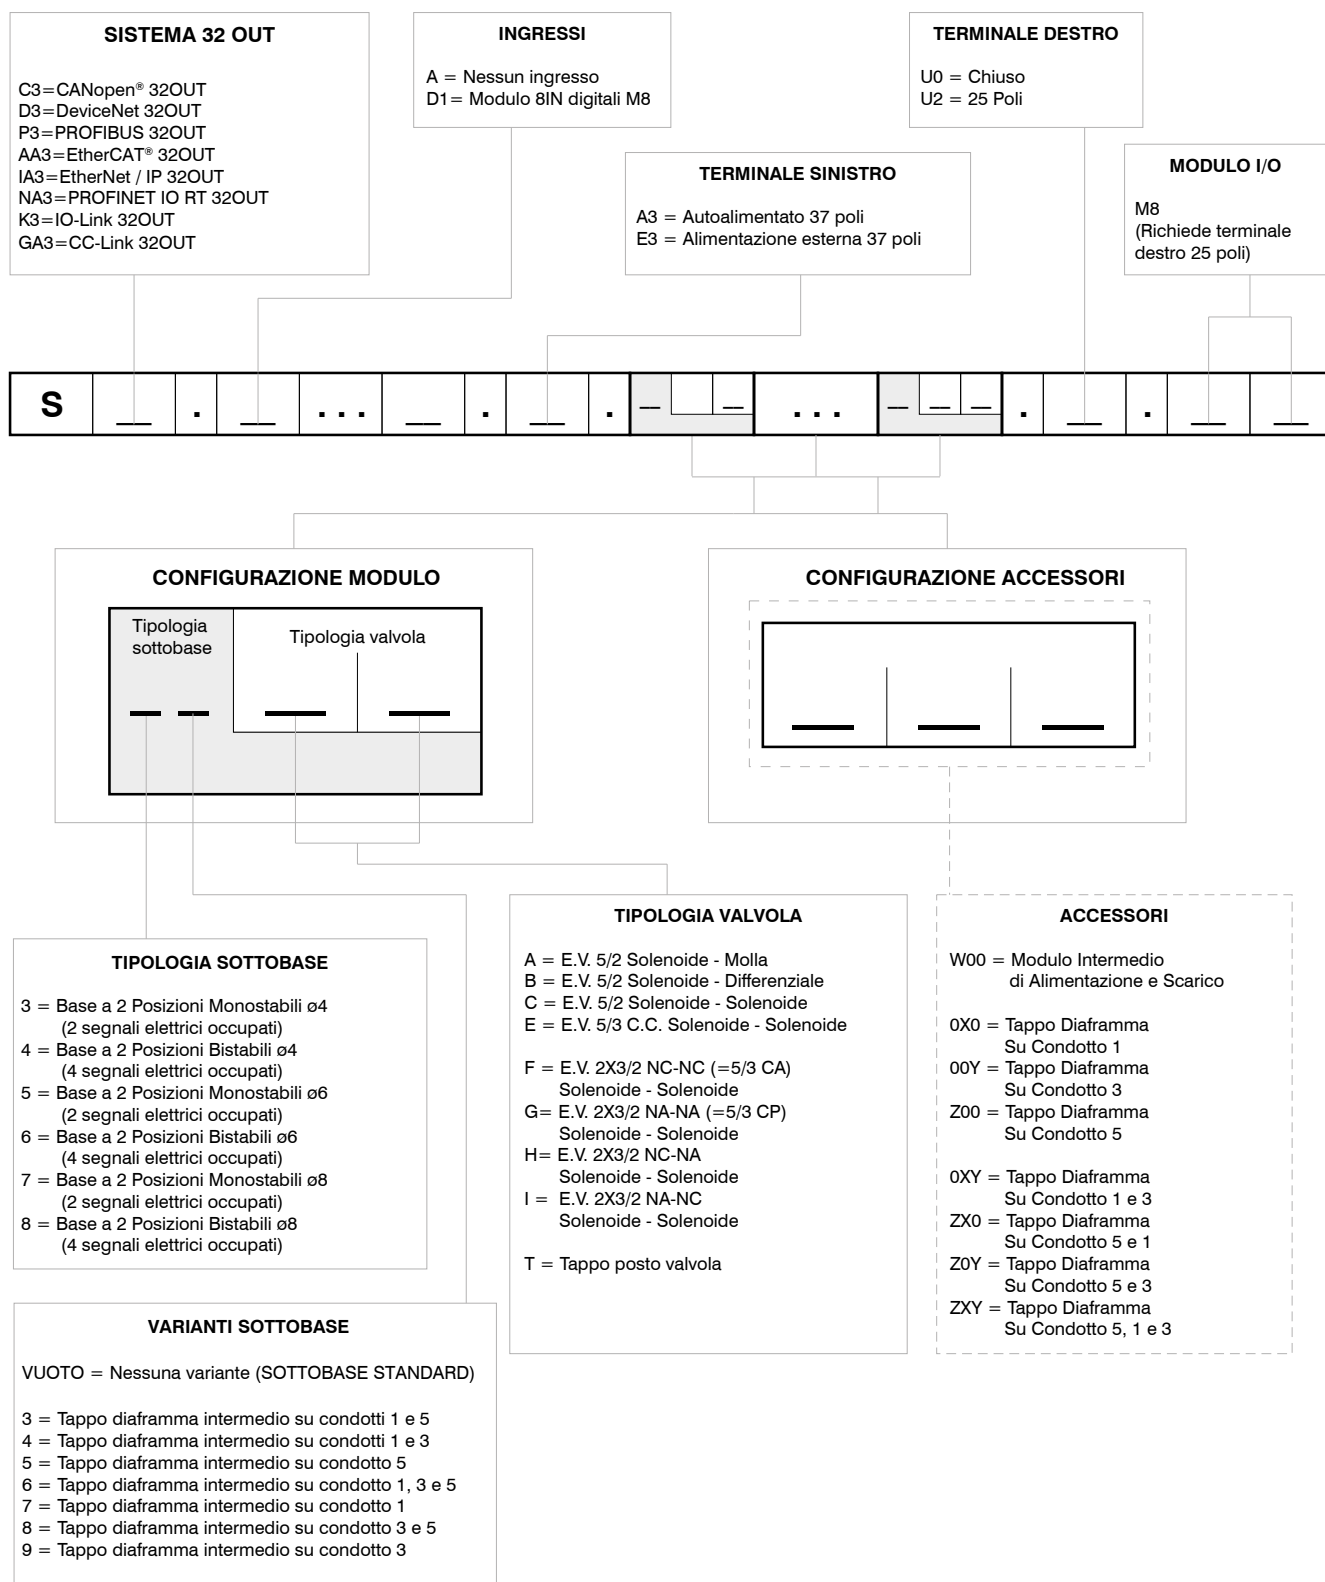 SISTEMA 32 OUT
C3=CANopen® 32OUT
D3=DeviceNet 32OUT
P3=PROFIBUS 32OUT
AA3=EtherCAT® 32OUT
IA3=EtherNet / IP 32OUT
NA3=PROFINET IO RT 32OUT
K3=IO-Link 32OUT
GA3=CC-Link 32OUT
INGRESSI
A = Nessun ingresso
D1= Modulo 8IN digitali M8
TERMINALE SINISTRO
A3 = Autoalimentato 37 poli
E3 = Alimentazione esterna 37 poli
TERMINALE DESTRO
U0 = Chiuso
U2 = 25 Poli
MODULO I/O
M8
(Richiede terminale
destro 25 poli)
S __ . __ ... __ . __ . __ __ ... __ __ __ . __ . __ __
CONFIGURAZIONE MODULO
Tipologia
sottobase
Tipologia valvola
CONFIGURAZIONE ACCESSORI
TIPOLOGIA SOTTOBASE
3 = Base a 2 Posizioni Monostabili ø4
(2 segnali elettrici occupati)
4 = Base a 2 Posizioni Bistabili ø4
(4 segnali elettrici occupati)
5 = Base a 2 Posizioni Monostabili ø6
(2 segnali elettrici occupati)
6 = Base a 2 Posizioni Bistabili ø6
(4 segnali elettrici occupati)
7 = Base a 2 Posizioni Monostabili ø8
(2 segnali elettrici occupati)
8 = Base a 2 Posizioni Bistabili ø8
(4 segnali elettrici occupati)
VARIANTI SOTTOBASE
VUOTO = Nessuna variante (SOTTOBASE STANDARD)
3 = Tappo diaframma intermedio su condotti 1 e 5
4 = Tappo diaframma intermedio su condotti 1 e 3
5 = Tappo diaframma intermedio su condotto 5
6 = Tappo diaframma intermedio su condotto 1, 3 e 5
7 = Tappo diaframma intermedio su condotto 1
8 = Tappo diaframma intermedio su condotto 3 e 5
9 = Tappo diaframma intermedio su condotto 3
TIPOLOGIA VALVOLA
A = E.V. 5/2 Solenoide - Molla
B = E.V. 5/2 Solenoide - Differenziale
C = E.V. 5/2 Solenoide - Solenoide
E = E.V. 5/3 C.C. Solenoide - Solenoide
F = E.V. 2X3/2 NC-NC (=5/3 CA)
Solenoide - Solenoide
G= E.V. 2X3/2 NA-NA (=5/3 CP)
Solenoide - Solenoide
H= E.V. 2X3/2 NC-NA
Solenoide - Solenoide
I = E.V. 2X3/2 NA-NC
Solenoide - Solenoide
T = Tappo posto valvola
ACCESSORI
W00 = Modulo Intermedio
di Alimentazione e Scarico
0X0 = Tappo Diaframma
Su Condotto 1
00Y = Tappo Diaframma
Su Condotto 3
Z00 = Tappo Diaframma
Su Condotto 5
0XY = Tappo Diaframma
Su Condotto 1 e 3
ZX0 = Tappo Diaframma
Su Condotto 5 e 1
Z0Y = Tappo Diaframma
Su Condotto 5 e 3
ZXY = Tappo Diaframma
Su Condotto 5, 1 e 3